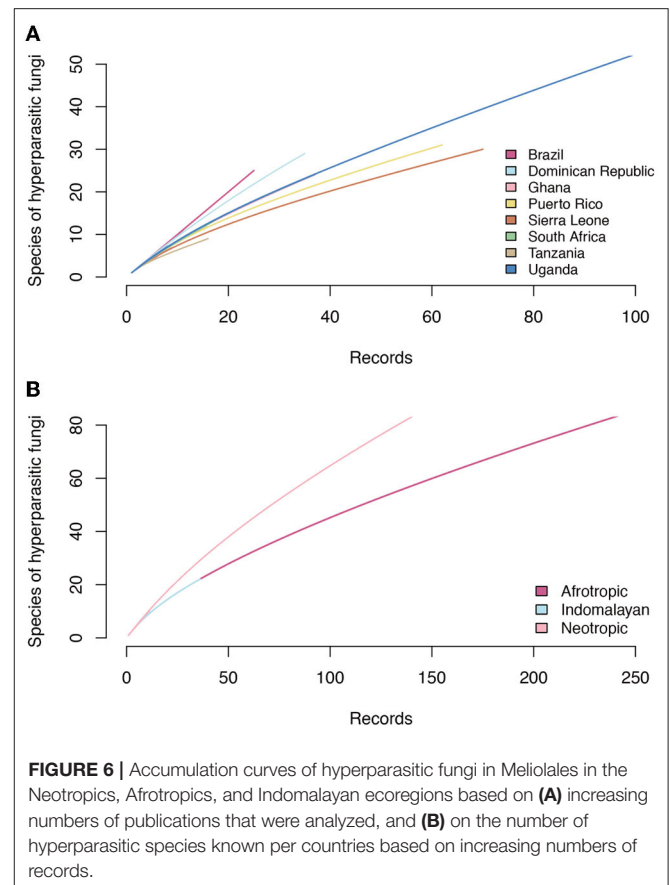 A
Species of hyperparasitic fungi
50
40
30
20
10
0
Brazil
Dominican Republic
Ghana
Puerto Rico
Sierra Leone
South Africa
Tanzania
Uganda
0 20 40 60 80 100
Records
B
Species of hyperparasitic fungi
80
60
40
20
0
Afrotropic
Indomalayan
Neotropic
0 50 100 150 200 250
Records
FIGURE 6 | Accumulation curves of hyperparasitic fungi in Meliolales in the
Neotropics, Afrotropics, and Indomalayan ecoregions based on (A) increasing
numbers of publications that were analyzed, and (B) on the number of
hyperparasitic species known per countries based on increasing numbers of
records.